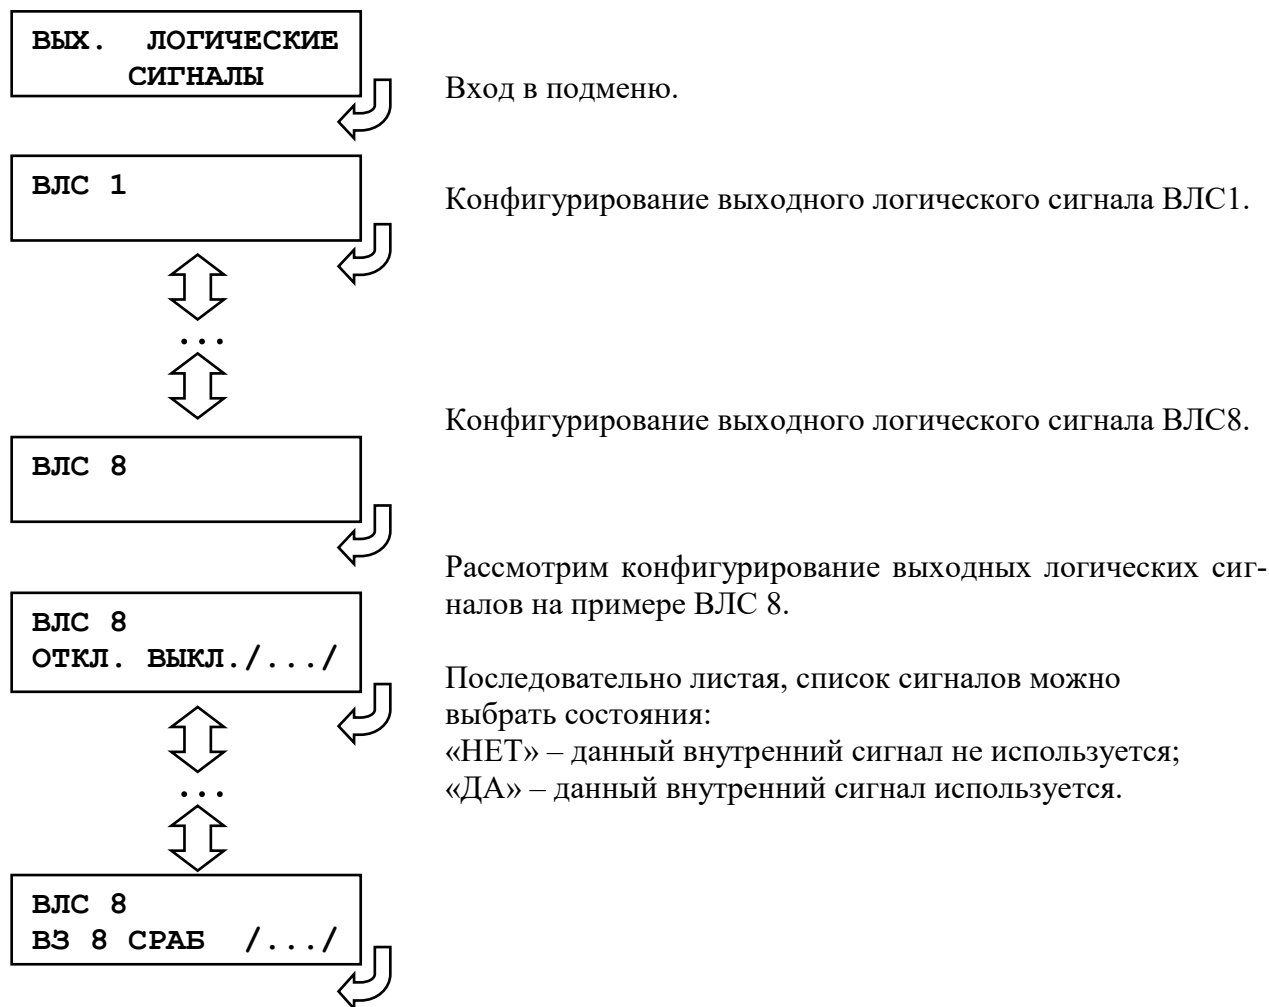 ВЫХ. ЛОГИЧЕСКИЕ
СИГНАЛЫ
Вход в подменю.
ВЛС 1
Конфигурирование выходного логического сигнала ВЛС1.
...
Конфигурирование выходного логического сигнала ВЛС8.
ВЛС 8
Рассмотрим конфигурирование выходных логических сиг-
налов на примере ВЛС 8.
ВЛС 8
ОТКЛ. ВЫКЛ./.../
Последовательно листая, список сигналов можно
выбрать состояния:
«НЕТ» – данный внутренний сигнал не используется;
«ДА» – данный внутренний сигнал используется.
...
ВЛС 8
ВЗ 8 СРАБ /.../